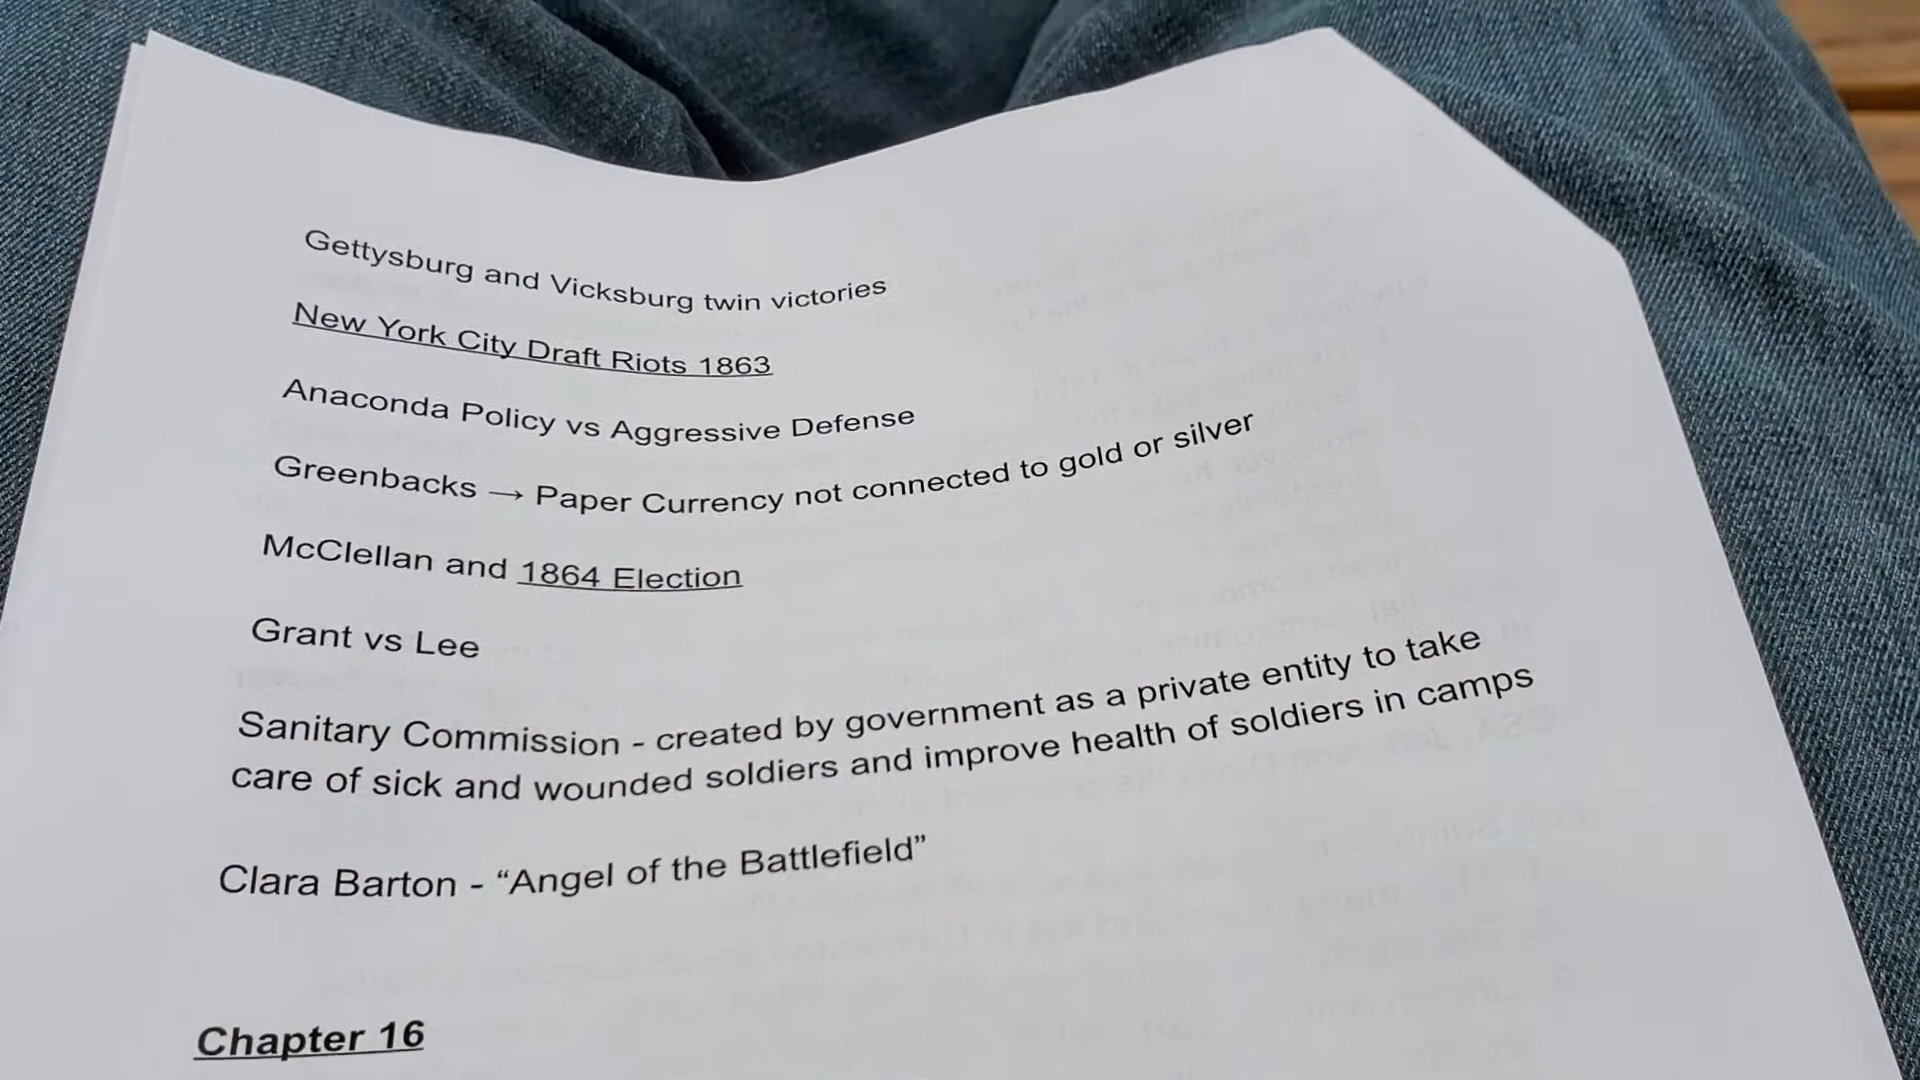 Gettysburg and Vicksburg twin victories
New York City Draft Riots 1863
Anaconda Policy vs Aggressive Defense
Greenbacks → Paper Currency not connected to gold or silver
McClellan and 1864 Election
Grant vs Lee
Sanitary Commission - created by government as a private entity to take
care of sick and wounded soldiers and improve health of soldiers in camps
Clara Barton - “Angel of the Battlefield”
Chapter 16